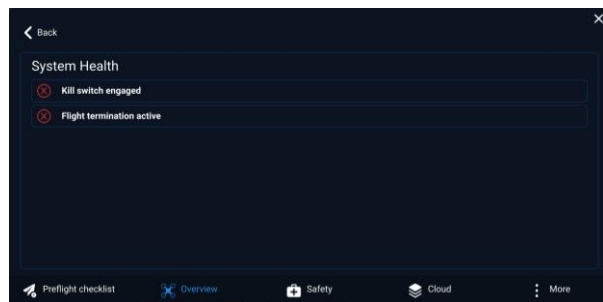 Back
System Health
Kill switch engaged
Flight termination active
Preflight checklist
Overview
Safety
Cloud
More